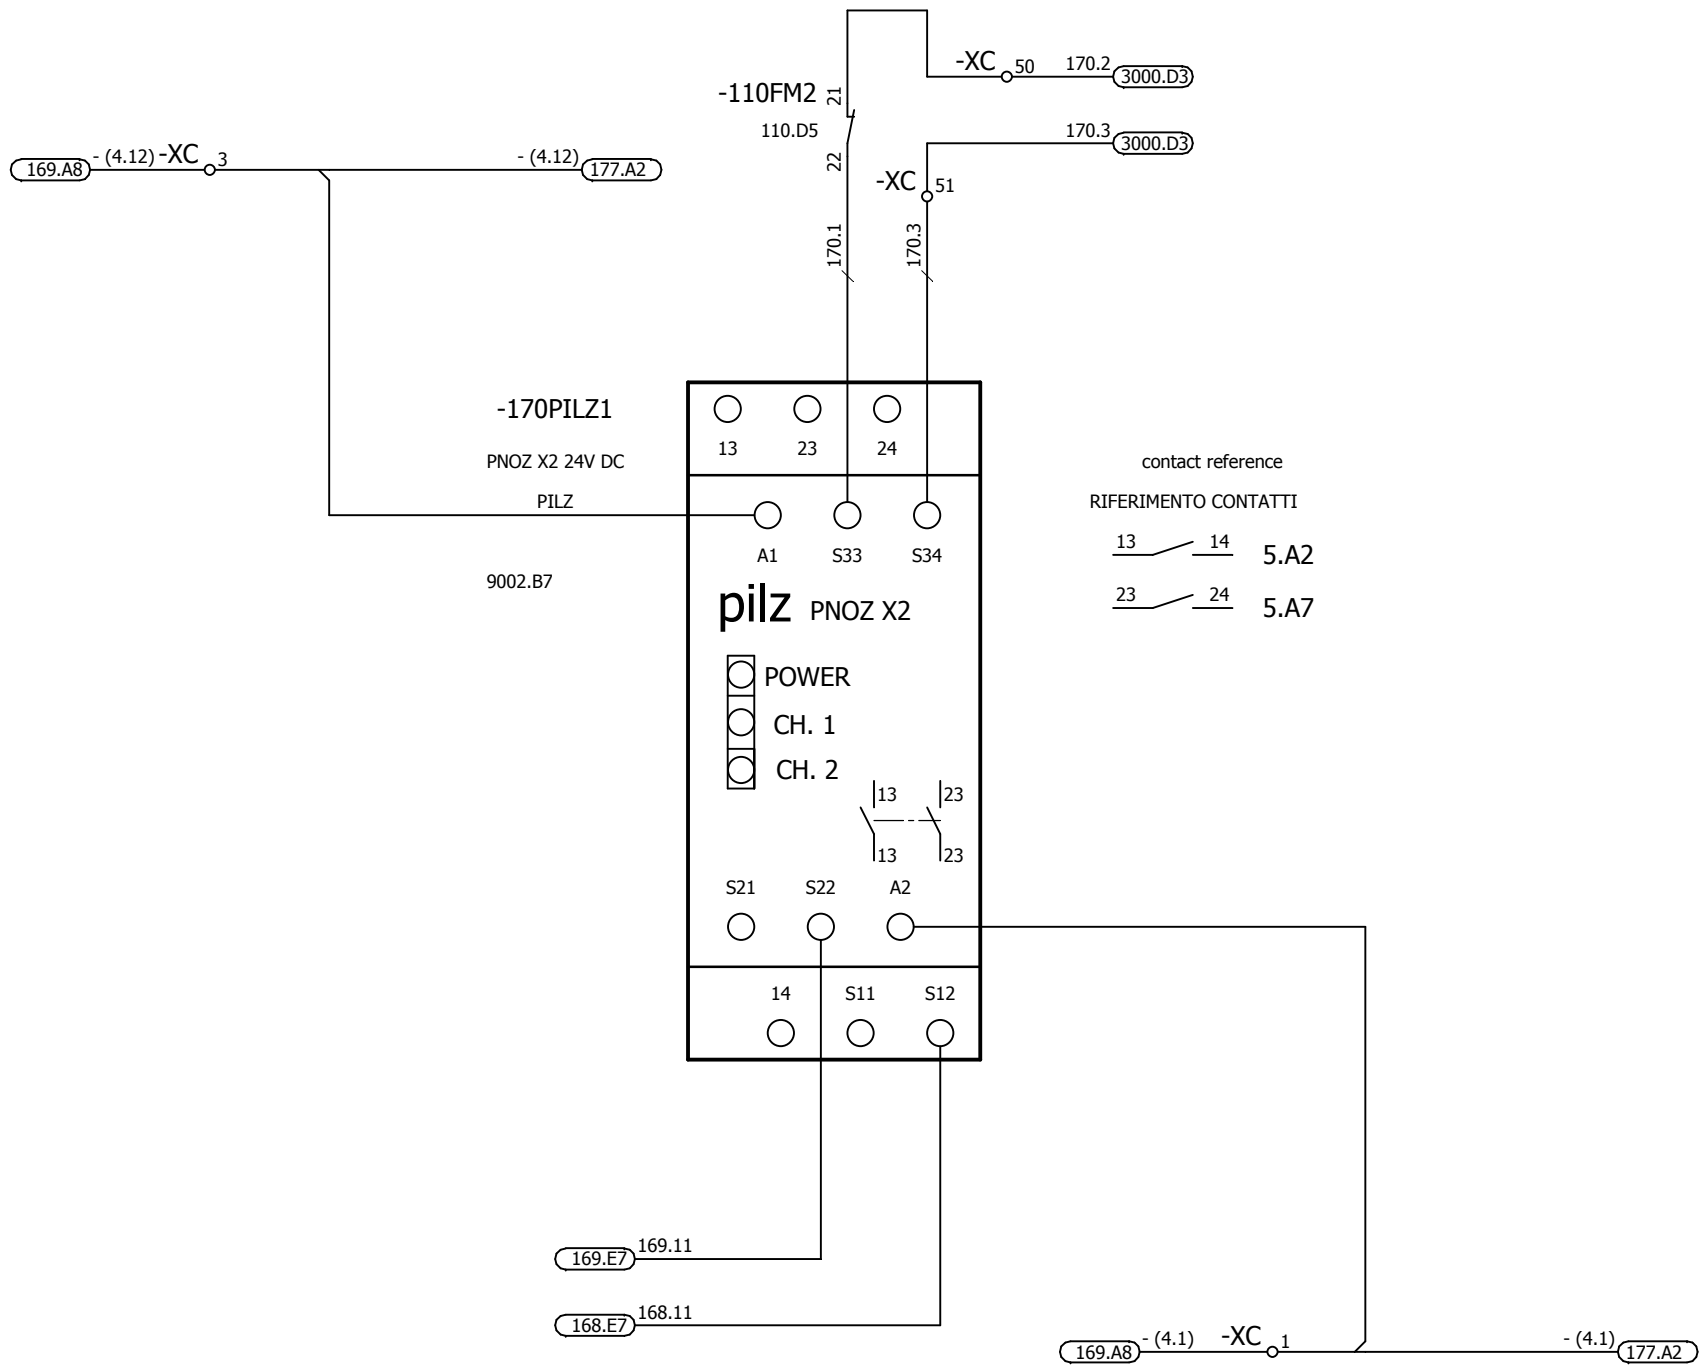 -XC 50 170.2 3000.D3
-110FM2 21
110.D5
170.3 3000.D3
22
169.A8 - (4.12) -XC 3 - (4.12) 177.A2
-XC 51
170.1 170.3
-170PILZ1
13 23 24
PNOZ X2 24V DC
contact reference
PILZ
RIFERIMENTO CONTATTI
A1 S33 S34
13 14 5.A2
9002.B7
pilz PNOZ X2
23 24 5.A7
POWER
CH. 1
CH. 2
13 23
13 23
S21 S22 A2
14 S11 S12
169.E7 169.11
168.E7 168.11
169.A8 - (4.1) -XC 1 - (4.1) 177.A2